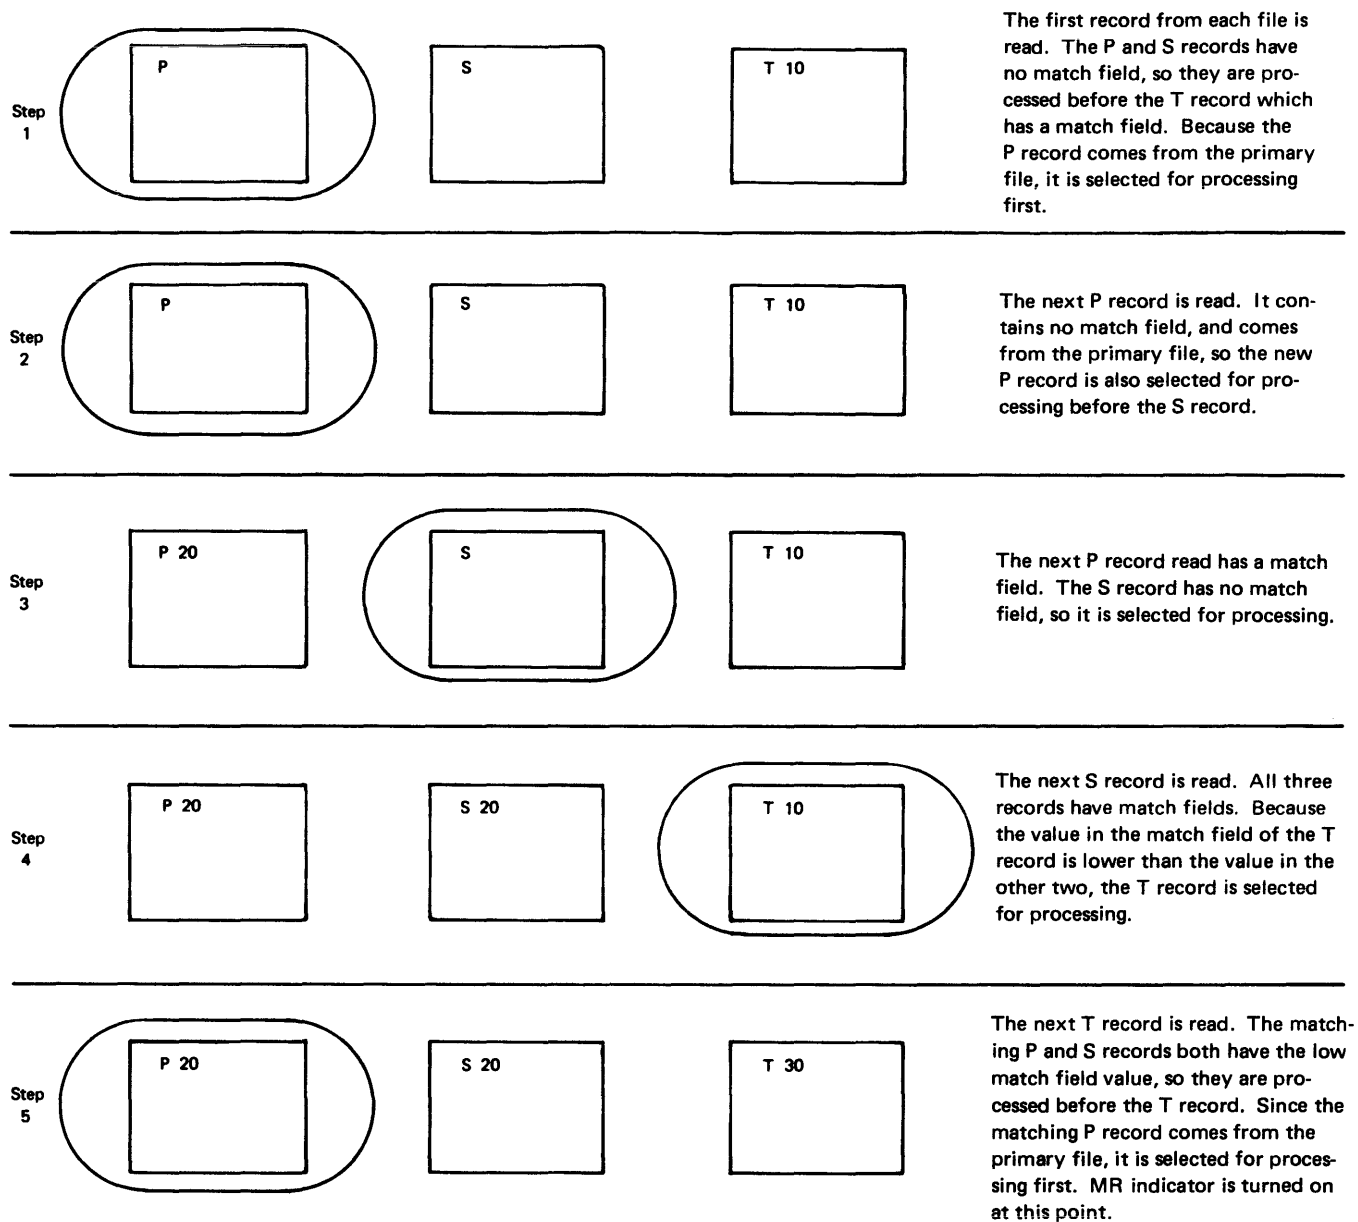 P
S
T 10
Step
1
The first record from each file is
read. The P and S records have
no match field, so they are pro-
cessed before the T record which
has a match field. Because the
P record comes from the primary
file, it is selected for processing
first.
P
S
T 10
Step
2
The next P record is read. It con-
tains no match field, and comes
from the primary file, so the new
P record is also selected for pro-
cessing before the S record.
P 20
S
T 10
Step
3
The next P record read has a match
field. The S record has no match
field, so it is selected for processing.
P 20
S 20
T 10
Step
4
The next S record is read. All three
records have match fields. Because
the value in the match field of the T
record is lower than the value in the
other two, the T record is selected
for processing.
P 20
S 20
T 30
Step
5
The next T record is read. The match-
ing P and S records both have the low
match field value, so they are pro-
cessed before the T record. Since the
matching P record comes from the
primary file, it is selected for proces-
sing first. MR indicator is turned on
at this point.